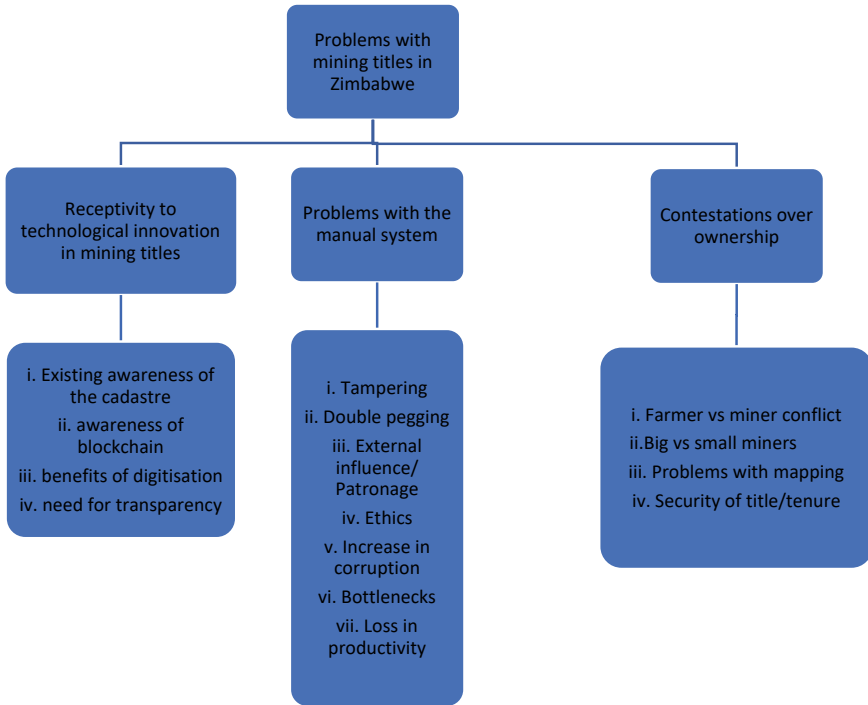 Problems with
mining titles in
Zimbabwe
Receptivity to
technological innovation
in mining titles
Problems with the
manual system
Contestations over
ownership
i. Existing awareness of
the cadastre
ii. awareness of
blockchain
iii. benefits of digitisation
iv. need for transparency
i. Tampering
ii. Double pegging
iii. External
influence/
Patronage
iv. Ethics
v. Increase in
corruption
vi. Bottlenecks
vii. Loss in
productivity
i. Farmer vs miner conflict
ii.Big vs small miners
iii. Problems with mapping
iv. Security of title/tenure